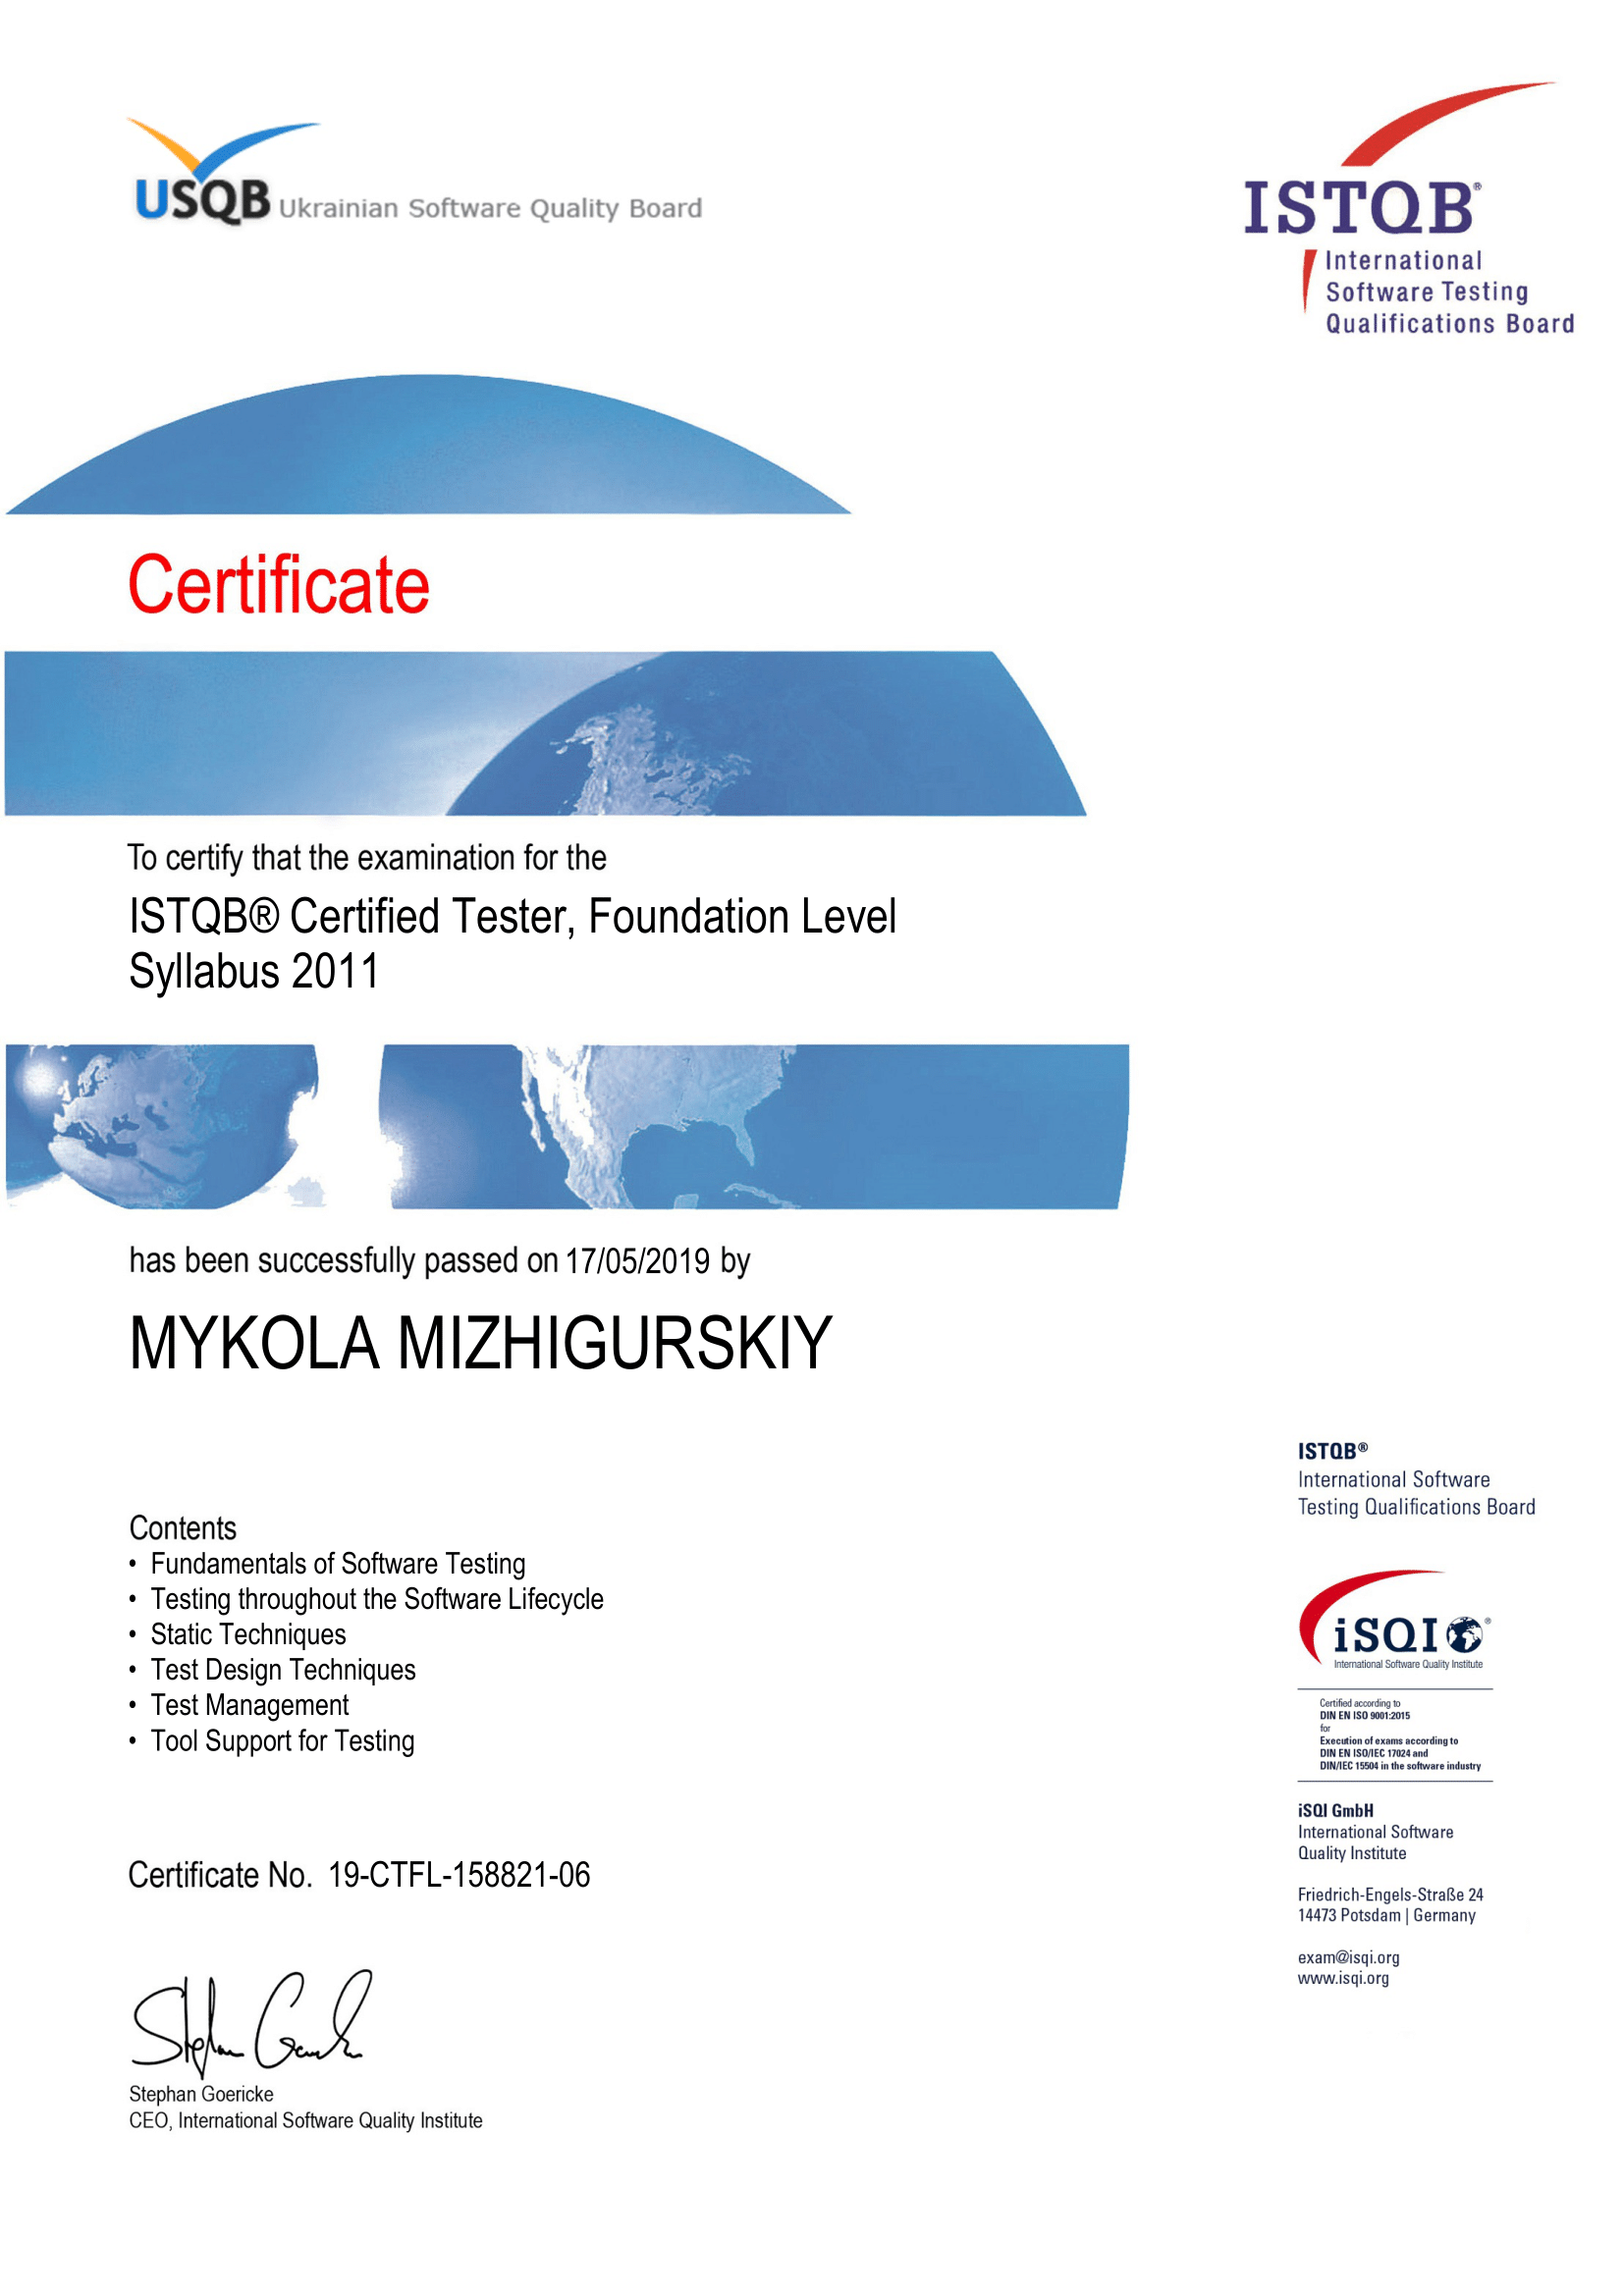 USQB Ukrainian Software Quality Board
ISTQB®
International
Software Testing
Qualifications Board
Certificate
To certify that the examination for the
ISTQB® Certified Tester, Foundation Level
Syllabus 2011
has been successfully passed on 17/05/2019 by
MYKOLA MIZHIGURSKIY
Contents
• Fundamentals of Software Testing
• Testing throughout the Software Lifecycle
• Static Techniques
• Test Design Techniques
• Test Management
• Tool Support for Testing
Certificate No. 19-CTFL-158821-06
Stephan Goericke
CEO, International Software Quality Institute
ISTQB®
International Software
Testing Qualifications Board
iSQI®
International Software Quality Institute
Certified according to
DIN EN ISO 9001:2015
for
Execution of exams according to
DIN EN ISO/IEC 17024 and
DIN/IEC 15504 in the software industry
iSQI GmbH
International Software
Quality Institute
Friedrich-Engels-Straße 24
14473 Potsdam | Germany
exam@isqi.org
www.isqi.org